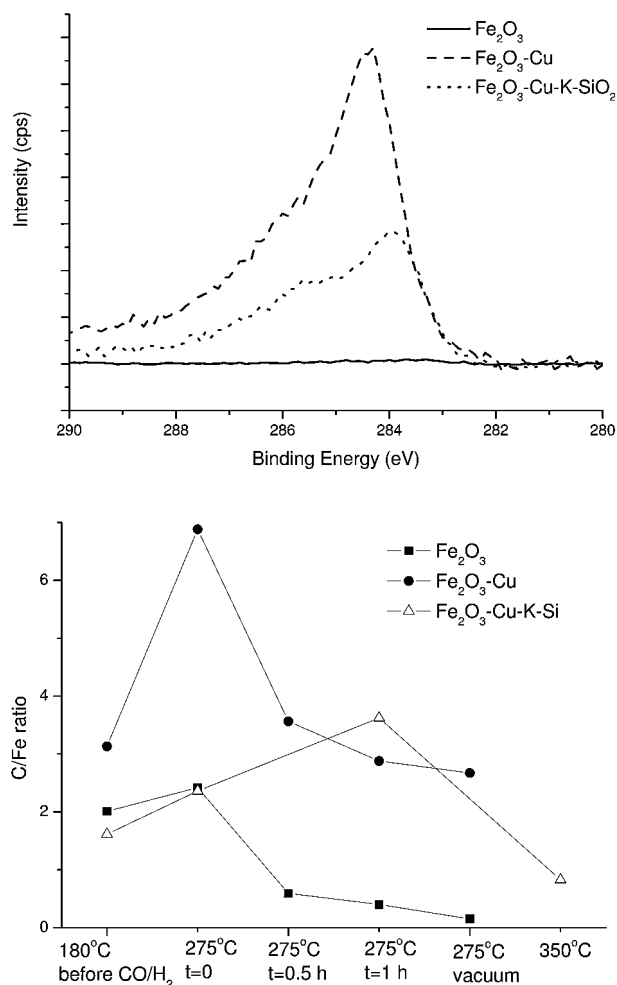 Fe₂O₃
Fe₂O₃-Cu
Fe₂O₃-Cu-K-SiO₂
Intensity (cps)
290 288 286 284 282 280
Binding Energy (eV)
Fe₂O₃
Fe₂O₃-Cu
Fe₂O₃-Cu-K-Si
6
4
2
0
C/Fe ratio
180°C 275°C 275°C 275°C 275°C 350°C
before CO/H₂ t=0 t=0.5 h t=1 h vacuum